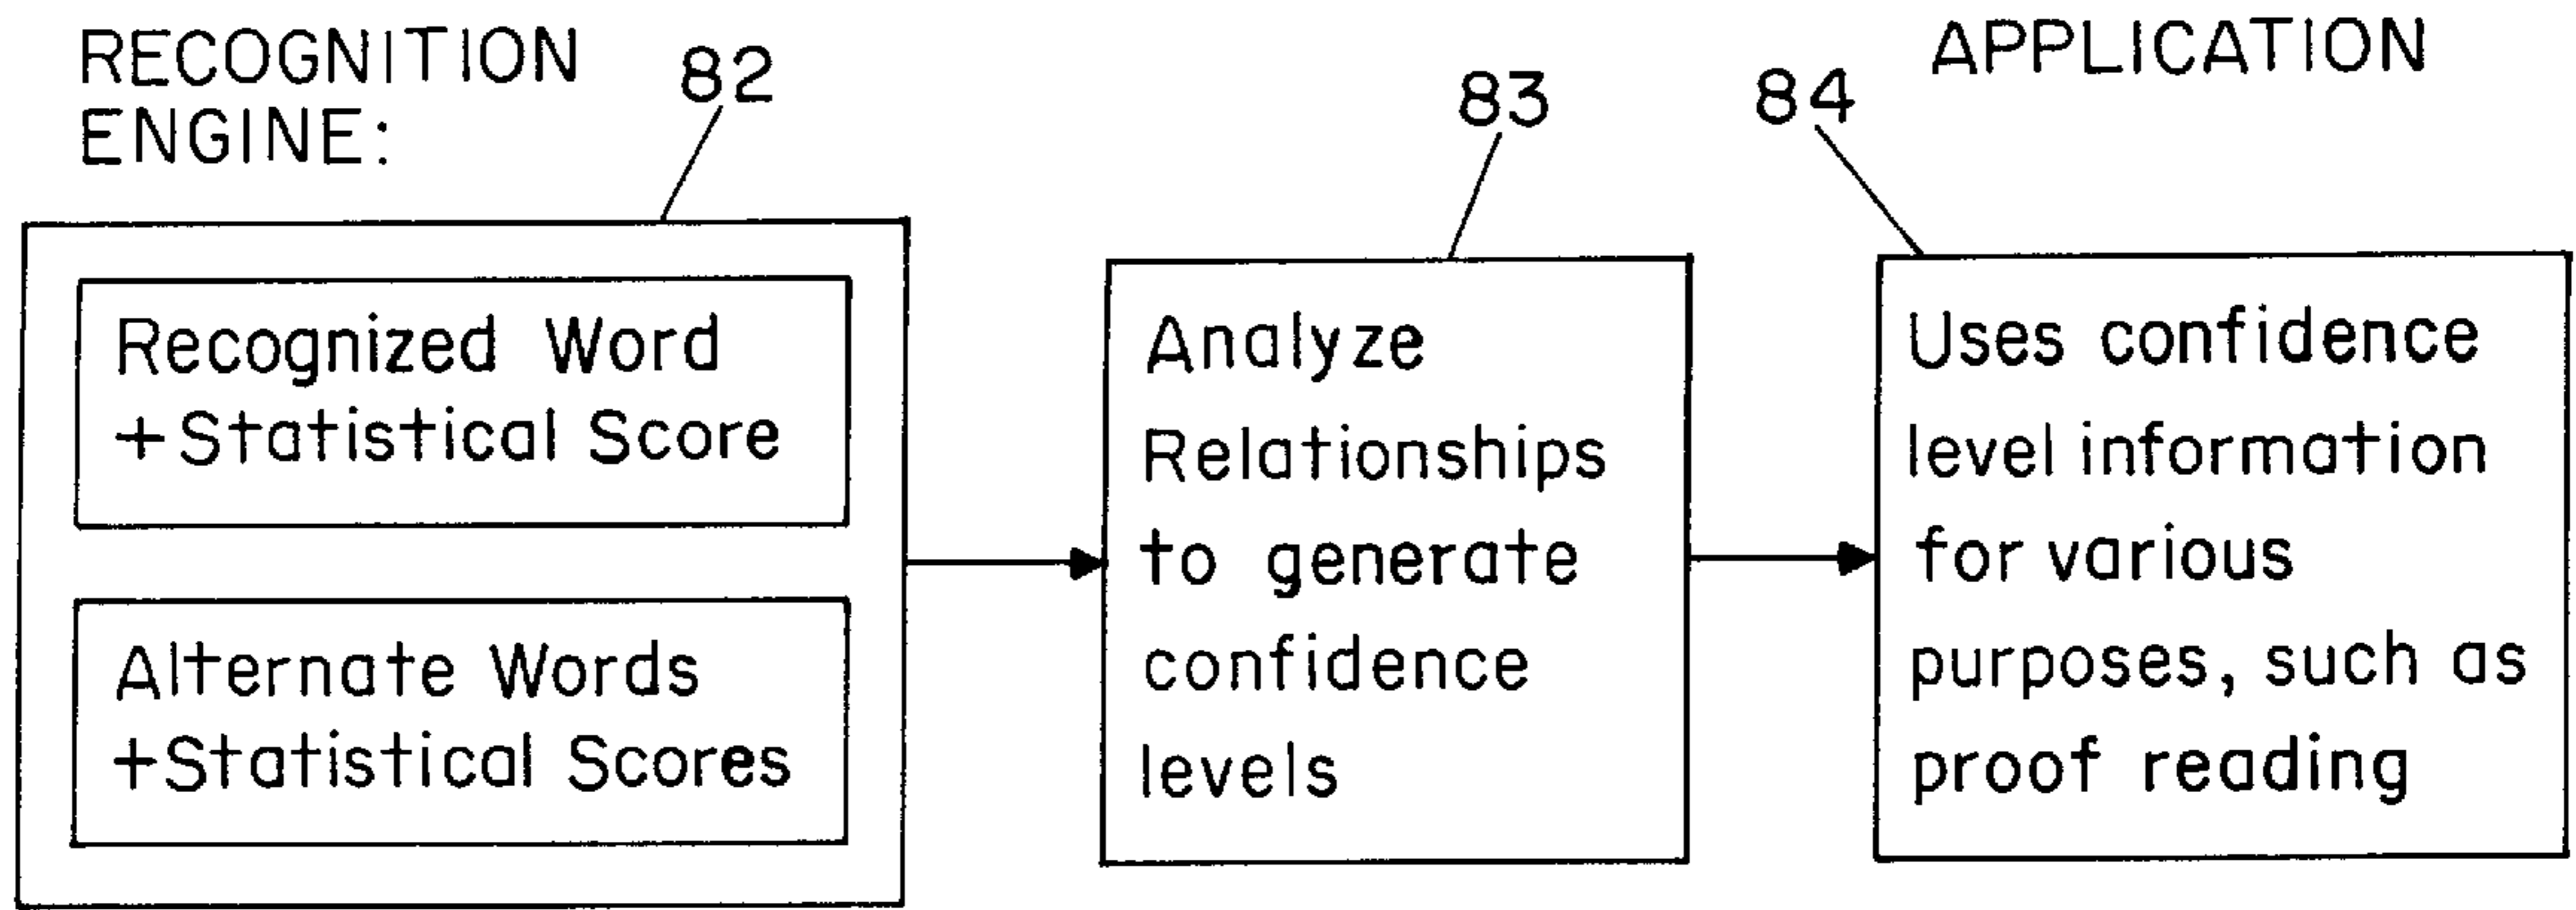 RECOGNITION
ENGINE:
82
Recognized Word
+Statistical Score
Alternate Words
+Statistical Scores
83
Analyze
Relationships
to generate
confidence
levels
84
APPLICATION
Uses confidence
level information
for various
purposes, such as
proof reading